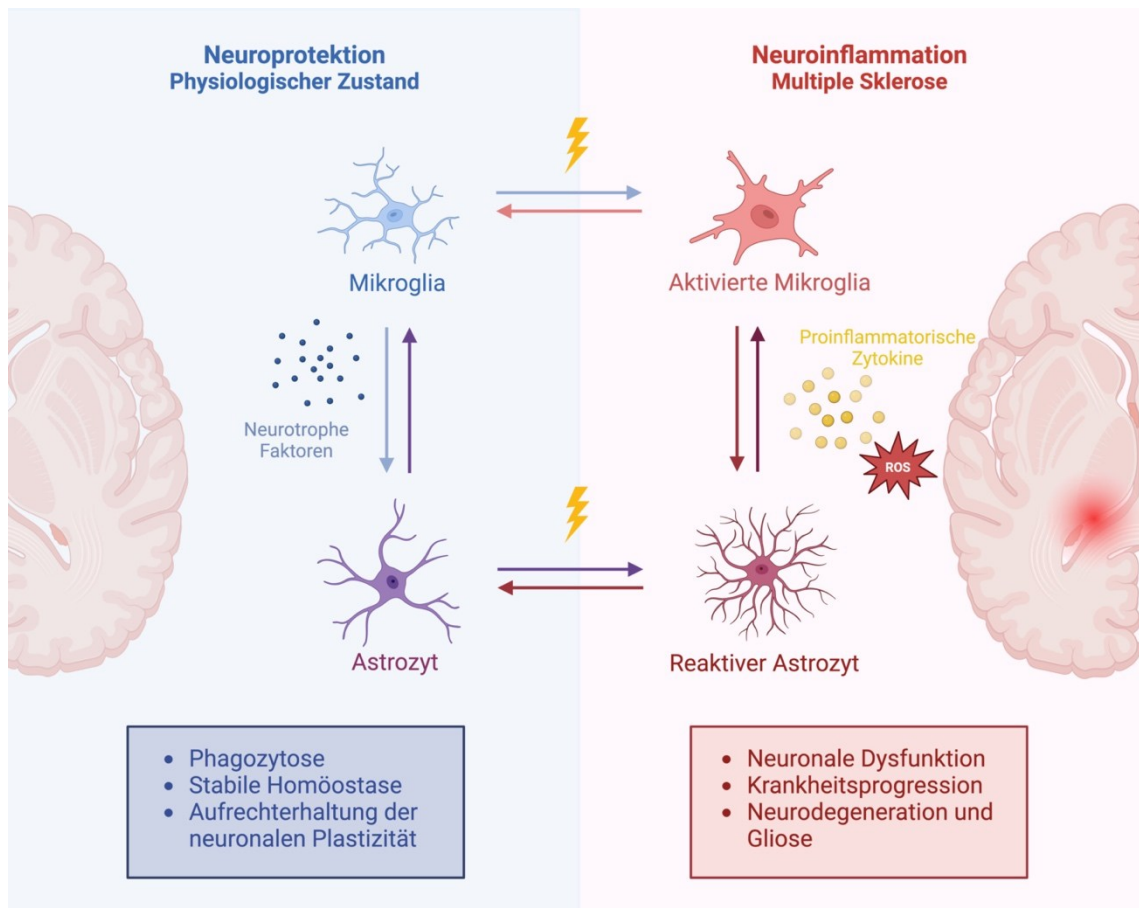 Neuroprotektion
Physiologischer Zustand
Neuroinflammation
Multiple Sklerose
Mikroglia
Aktivierte Mikroglia
Neurotrophe
Faktoren
Proinflammatorische
Zytokine
ROS
Astrozyt
Reaktiver Astrozyt
• Phagozytose
• Stabile Homöostase
• Aufrechterhaltung der
neuronalen Plastizität
• Neuronale Dysfunktion
• Krankheitsprogression
• Neurodegeneration und
Gliose